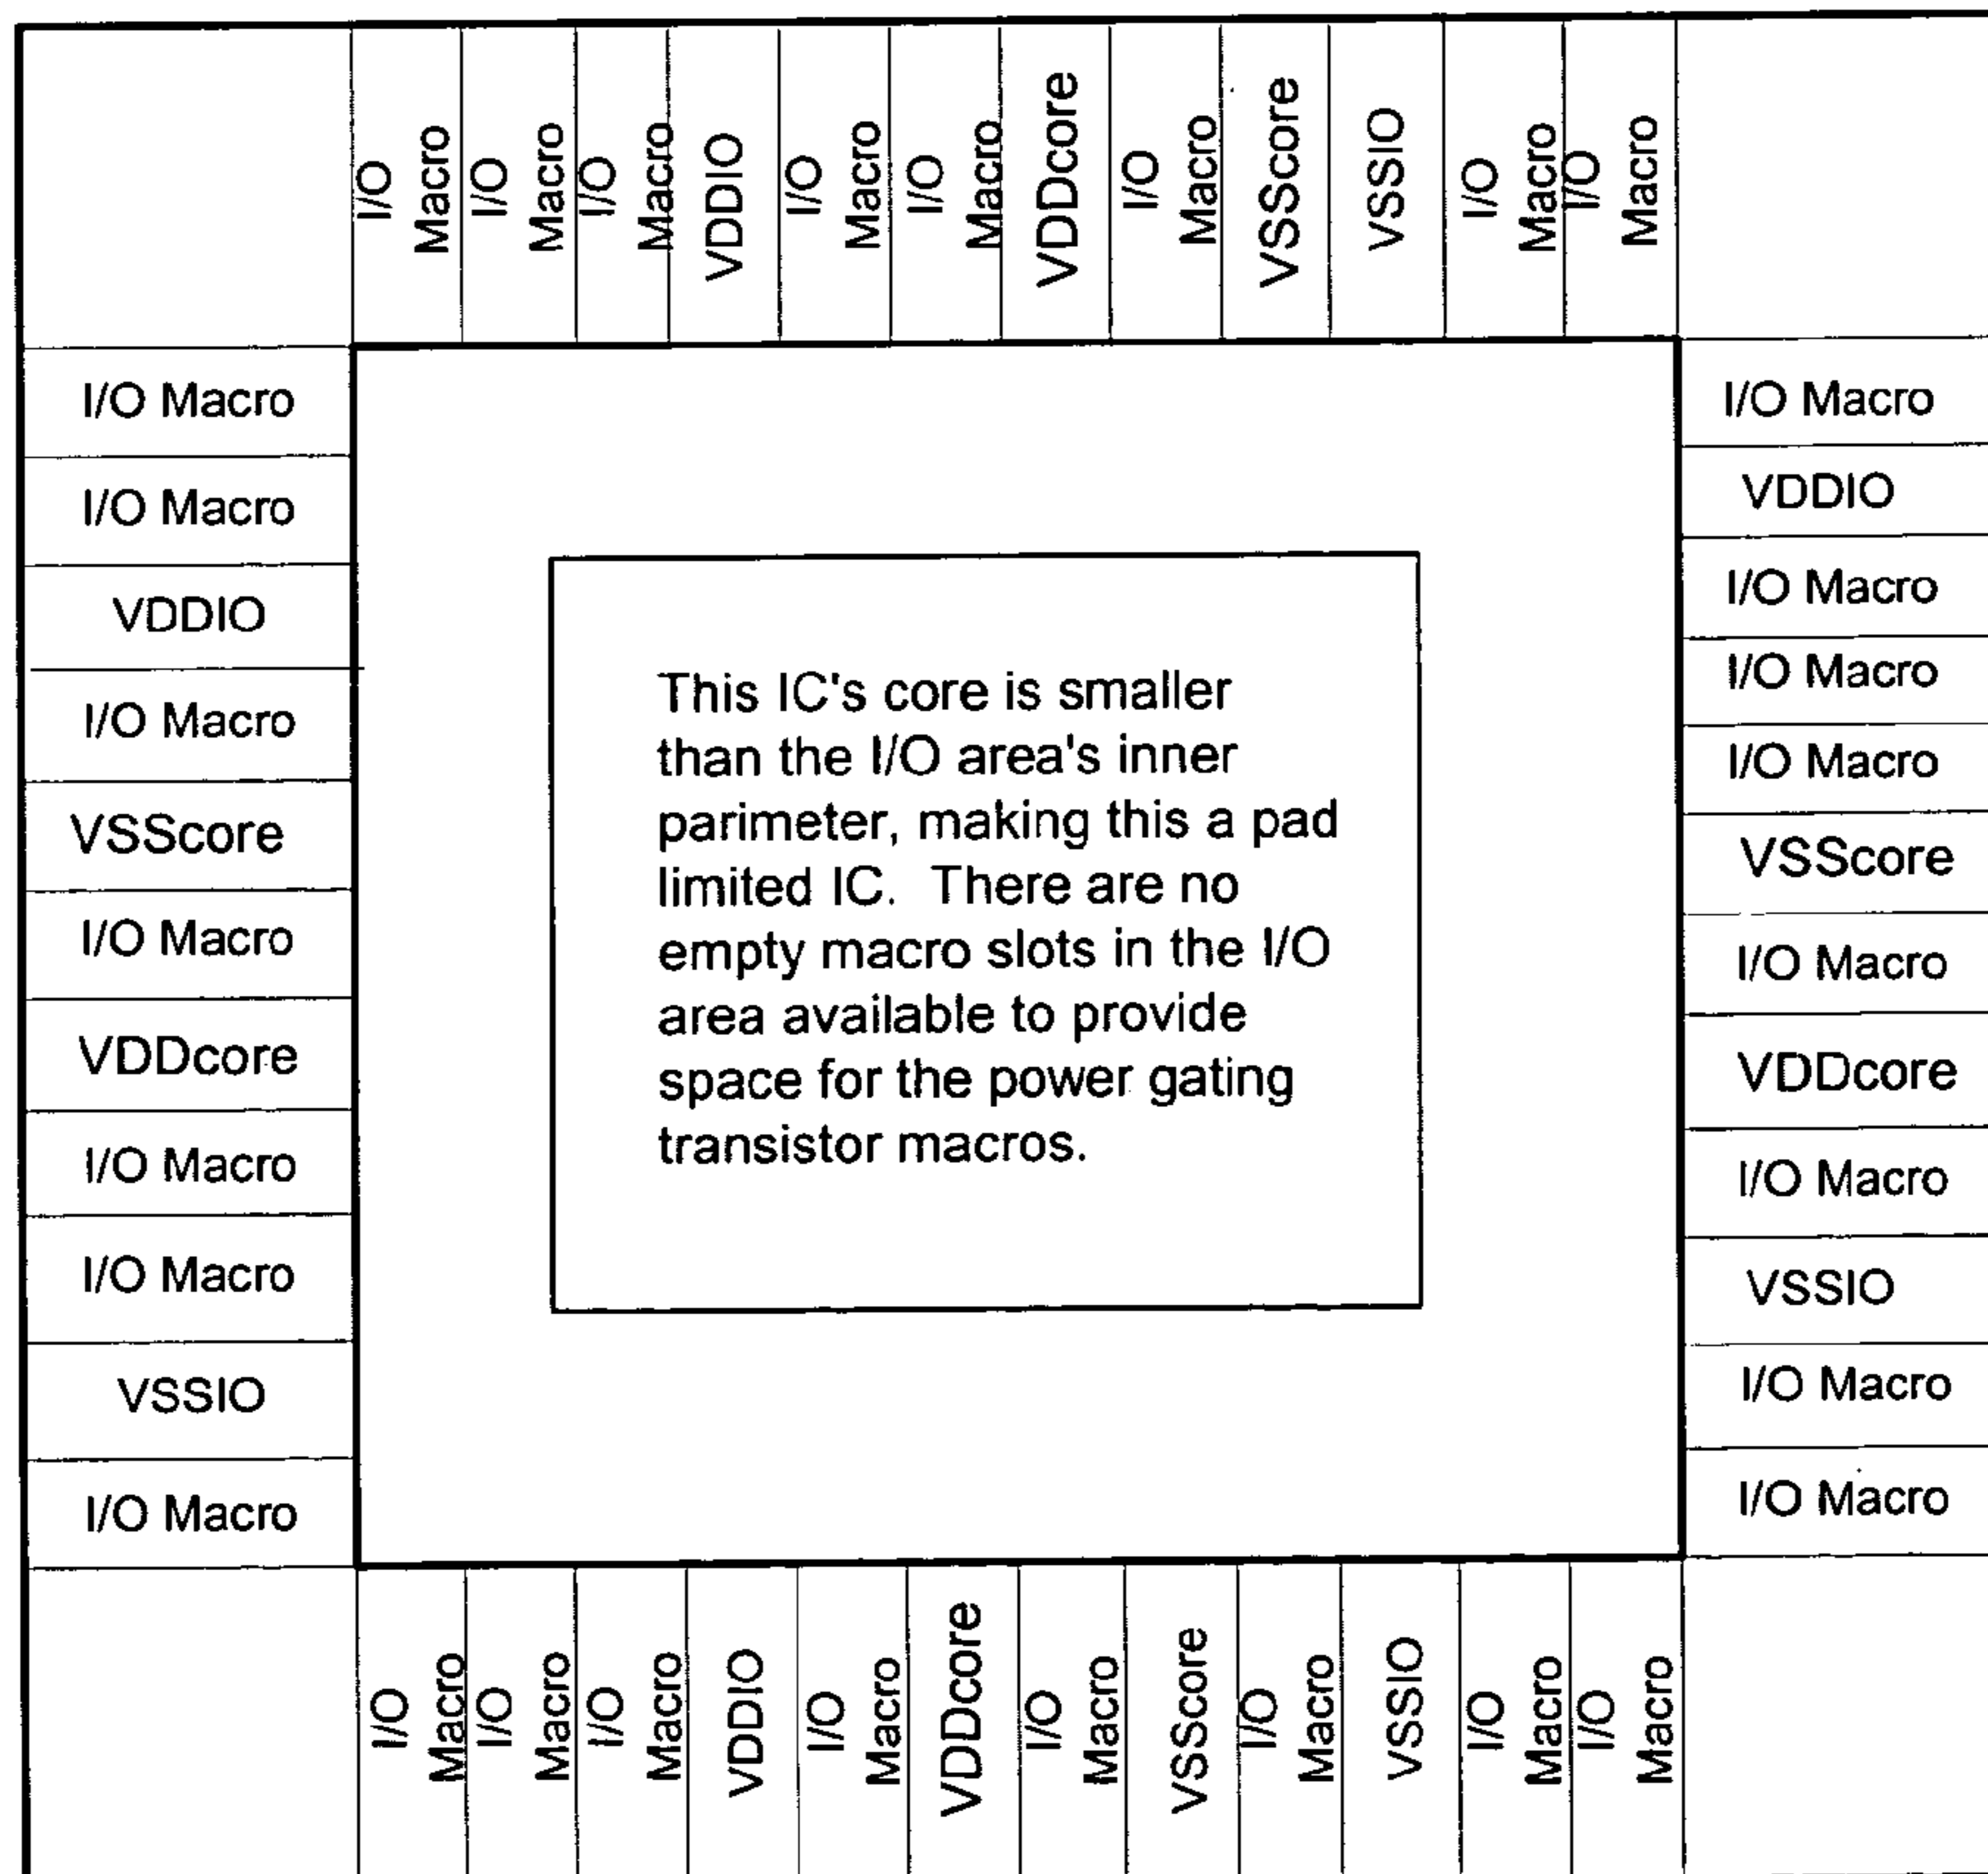 I/O
Macro
I/O
Macro
I/O
Macro
VDDIO
I/O
Macro
I/O
Macro
VDDcore
I/O
Macro
VSScore
VSSIO
I/O
Macro
I/O
Macro
I/O Macro
I/O Macro
VDDIO
I/O Macro
VSScore
I/O Macro
VDDcore
I/O Macro
I/O Macro
VSSIO
I/O Macro
This IC's core is smaller
than the I/O area's inner
parimeter, making this a pad
limited IC. There are no
empty macro slots in the I/O
area available to provide
space for the power gating
transistor macros.
I/O Macro
VDDIO
I/O Macro
I/O Macro
I/O Macro
VSScore
I/O Macro
VDDcore
I/O Macro
VSSIO
I/O Macro
I/O Macro
I/O
Macro
I/O
Macro
I/O
Macro
VDDIO
I/O
Macro
VDDcore
I/O
Macro
VSScore
I/O
Macro
VSSIO
I/O
Macro
I/O
Macro